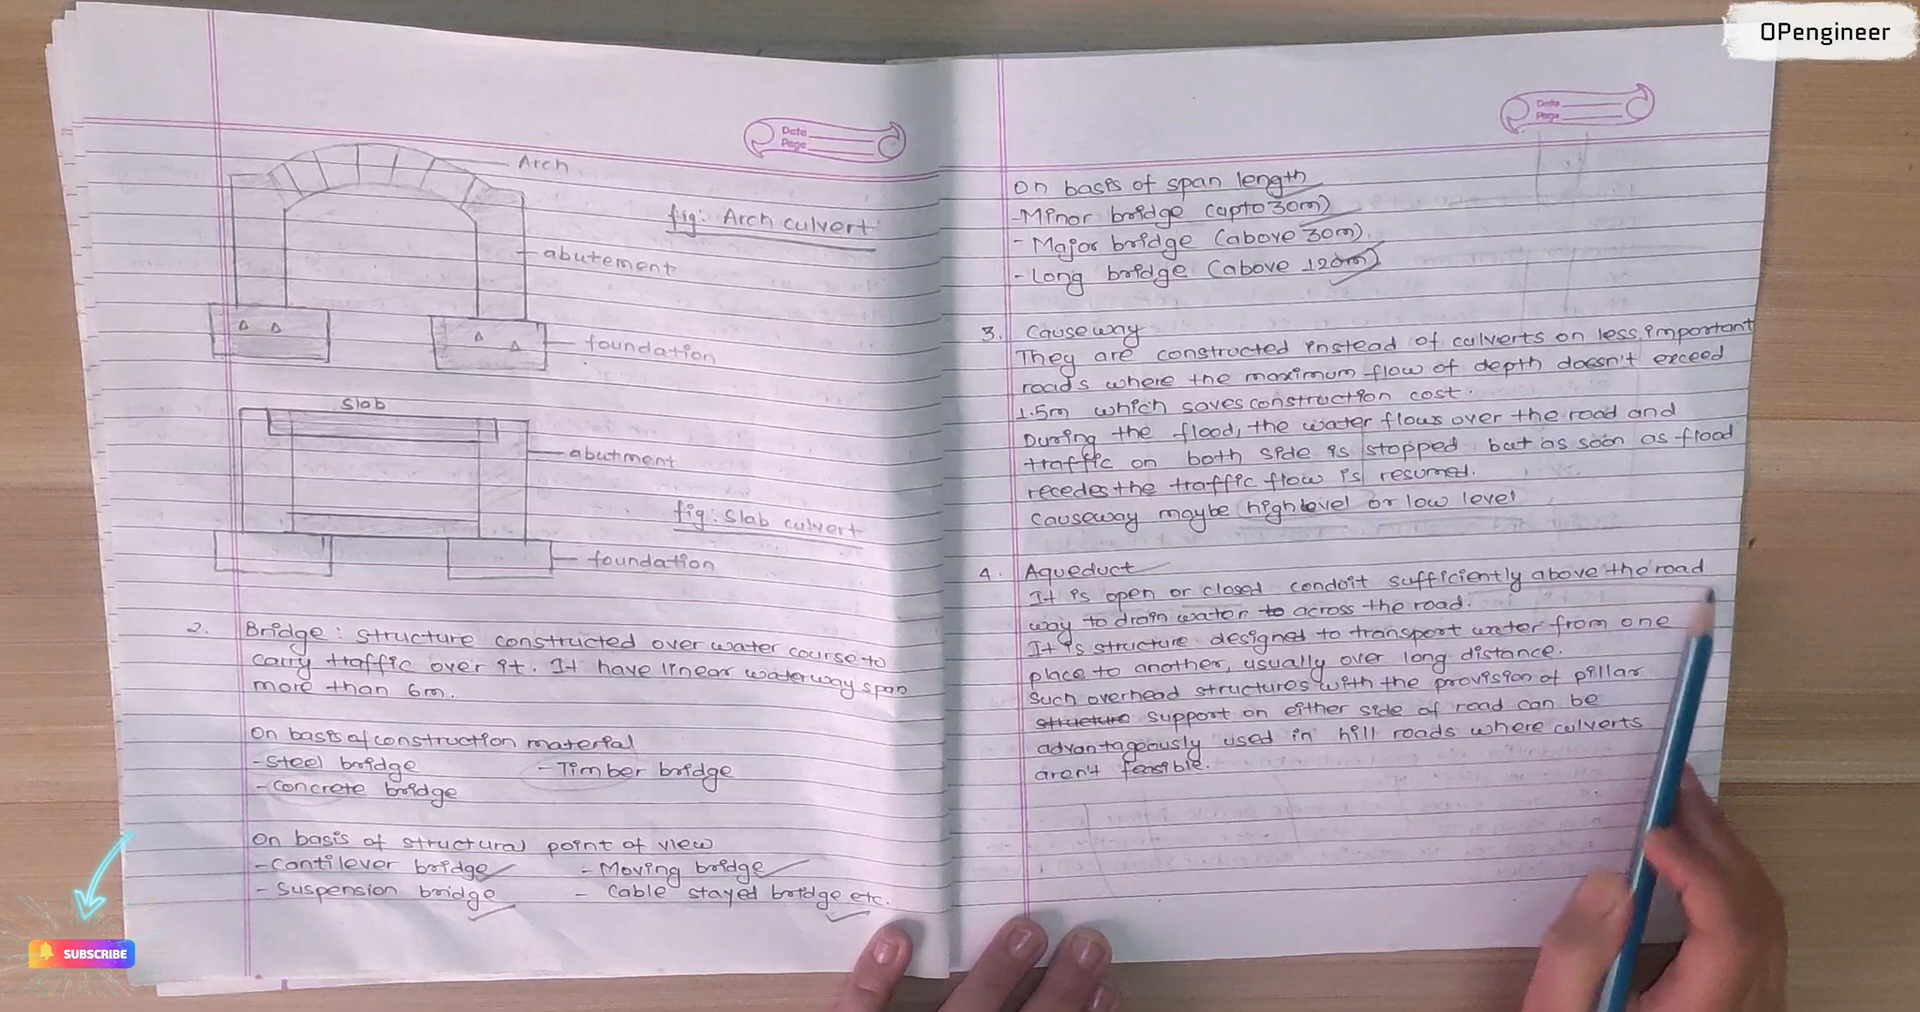 OPengineer
Date
Page
Arch
fig: Arch culvert
abutement
foundation
Slab
abutment
fig: Slab culvert
foundation
2. Bridge: structure constructed over water course to
carry traffic over it. It have linear waterway span
more than 6m.
On basis of construction material
-Steel bridge -Timber bridge
-Concrete bridge
On basis of structural point of view
-Cantilever bridge - Moving bridge
- Suspension bridge - Cable stayed bridge etc.
Date
Page
On basis of span length
-Minor bridge (upto 30m)
- Major bridge (above 30m)
- Long bridge (above 120m)
3. Causeway
They are constructed instead of culverts on less important
roads where the maximum flow of depth doesn't exceed
1.5m which saves construction cost.
During the flood, the water flows over the road and
traffic on both side is stopped but as soon as flood
recedes the traffic flow is resumed.
Causeway maybe high level or low level
4. Aqueduct
It is open or closed conduit sufficiently above the road
way to drain water to across the road.
It is structure designed to transport water from one
place to another, usually over long distance.
Such overhead structures with the provision of pillar
structure support on either side of road can be
advantageously used in hill roads where culverts
aren't feasible.
SUBSCRIBE